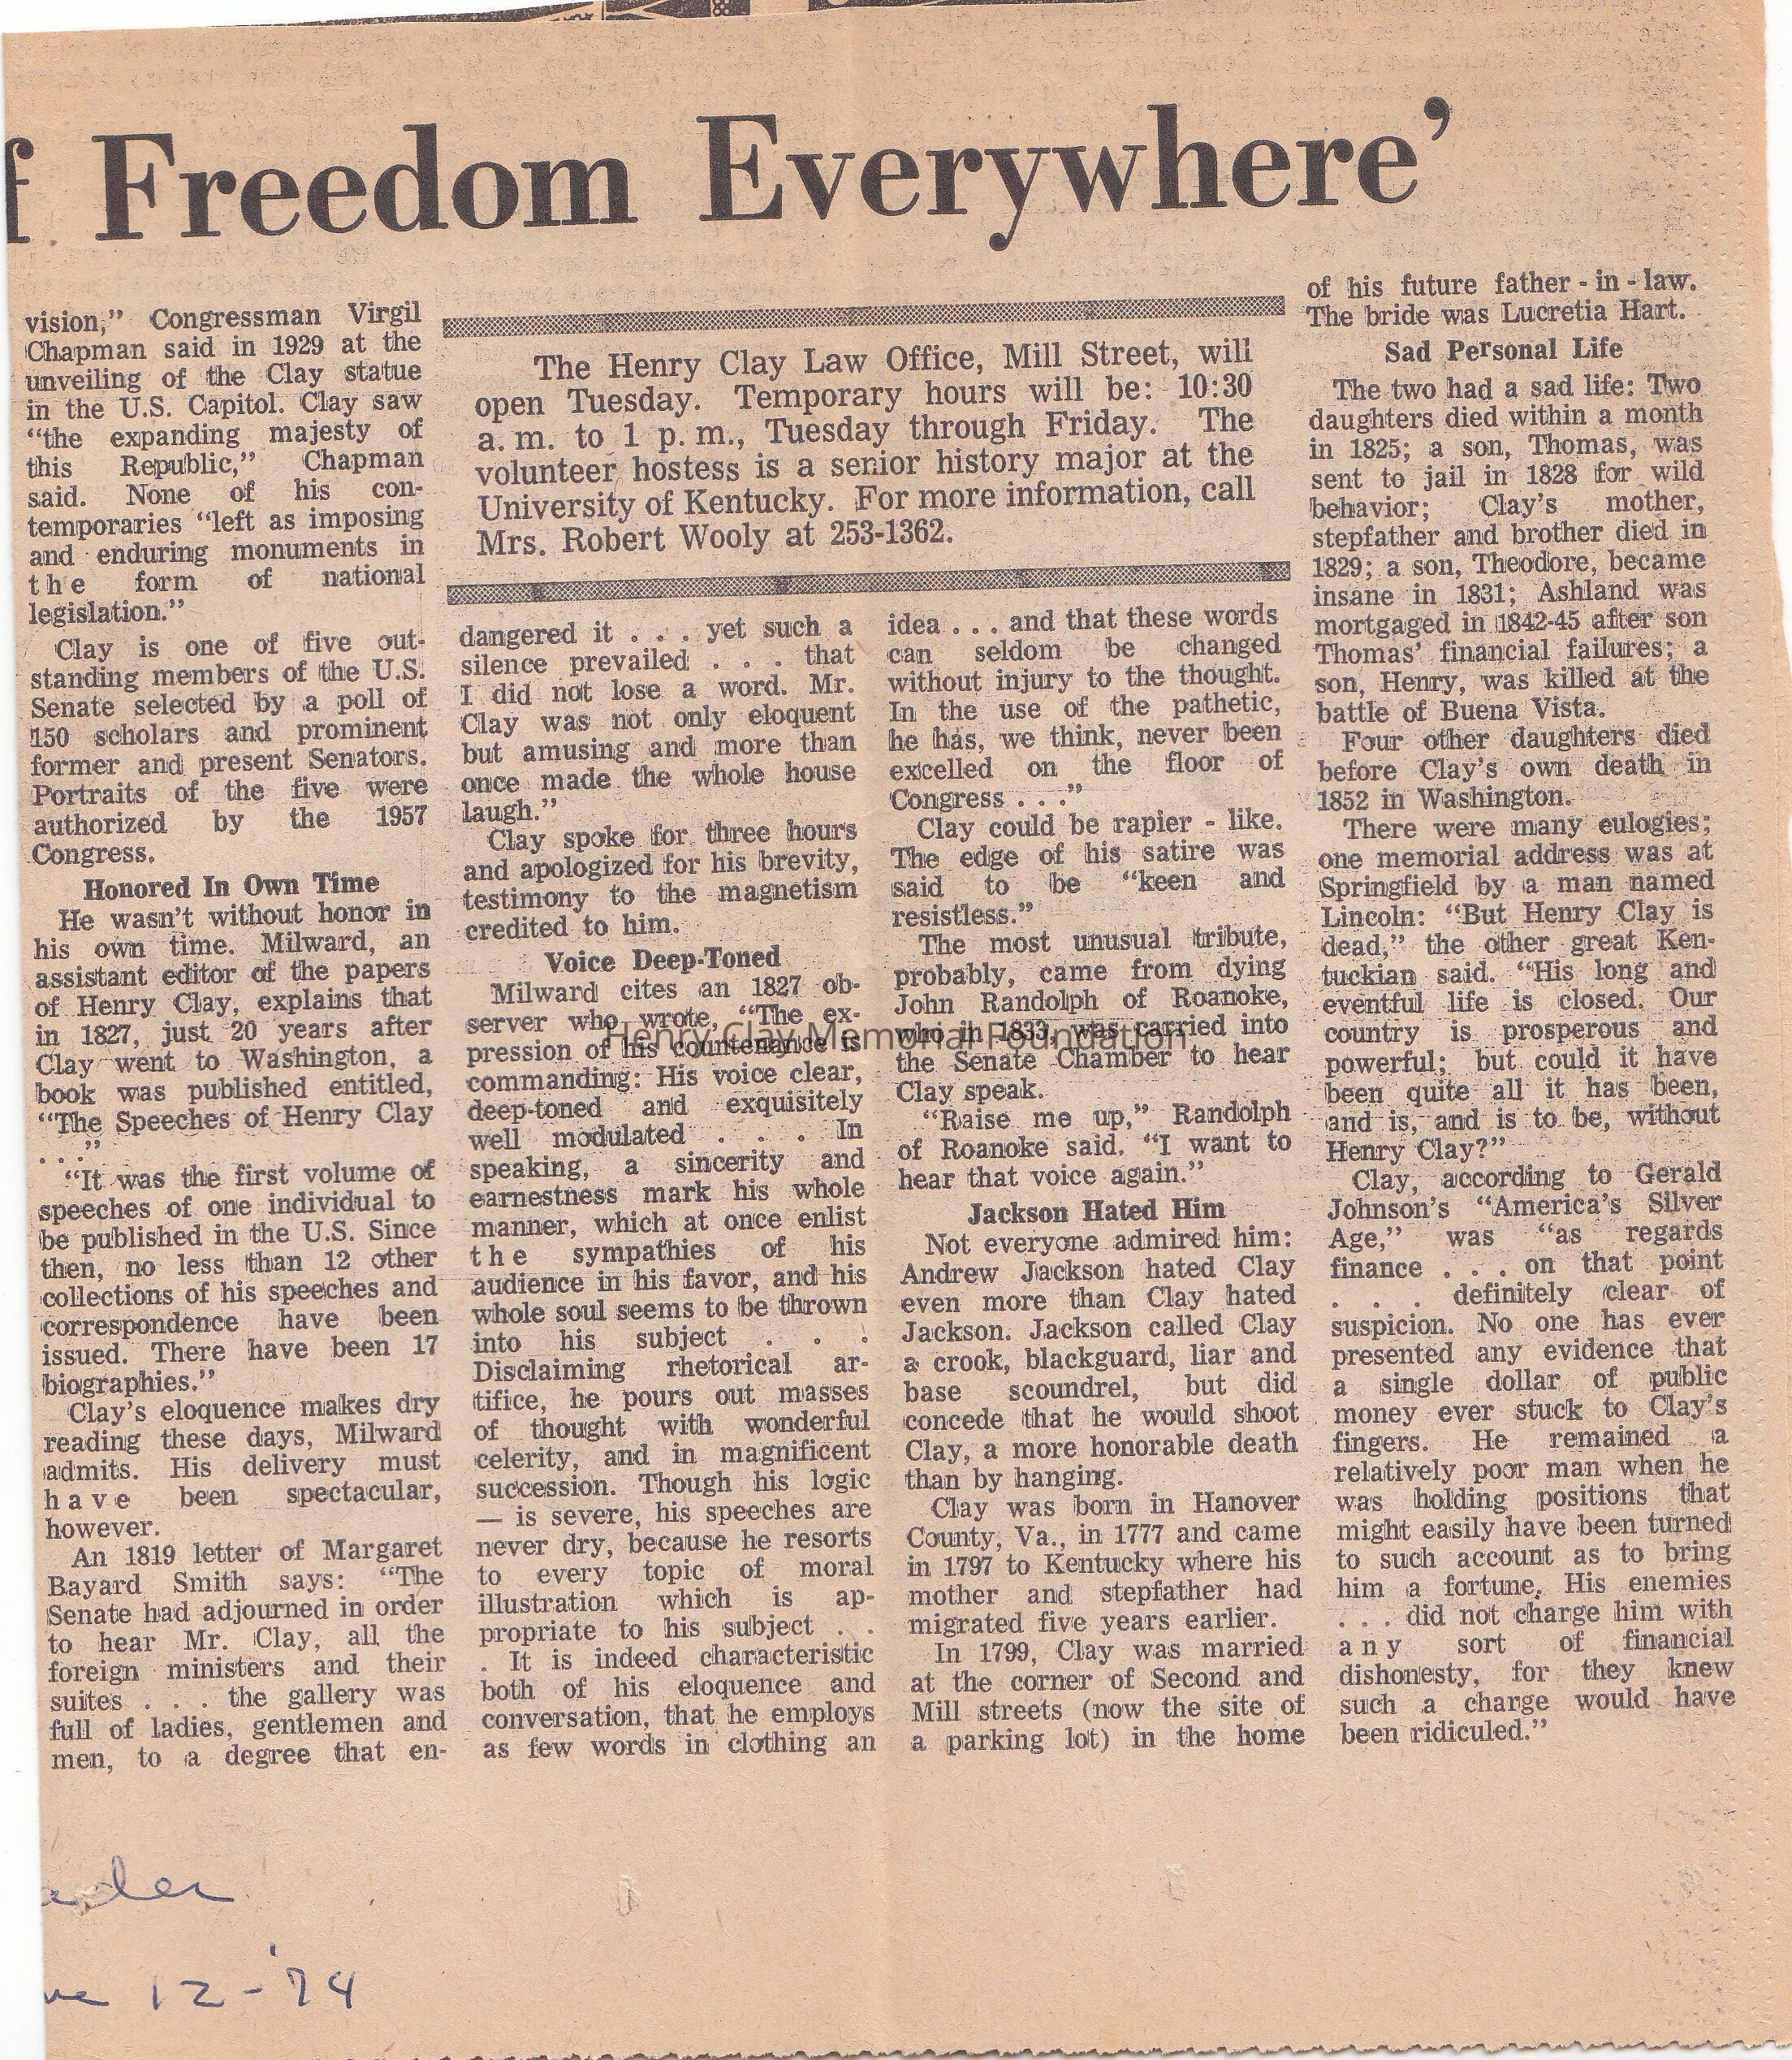 f Freedom Everywhere’
vision,” Congressman Virgil
Chapman said in 1929 at the
unveiling of the Clay statue
in the U.S. Capitol. Clay saw
“the expanding majesty of
this Republic,” Chapman
said. None of his con-
temporaries “left as imposing
and enduring monuments in
the form of national
legislation.”
Clay is one of five out-
standing members of the U.S.
Senate selected by a poll of
150 scholars and prominent
former and present Senators.
Portraits of the five were
authorized by the 1957
Congress.
Honored In Own Time
He wasn’t without honor in
his own time. Milward, an
assistant editor of the papers
of Henry Clay, explains that
in 1827, just 20 years after
Clay went to Washington, a
book was published entitled,
“The Speeches of Henry Clay
. . .”
“It was the first volume of
speeches of one individual to
be published in the U.S. Since
then, no less than 12 other
collections of his speeches and
correspondence have been
issued. There have been 17
biographies.”
Clay’s eloquence makes dry
reading these days, Milward
admits. His delivery must
have been spectacular,
however.
An 1819 letter of Margaret
Bayard Smith says: “The
Senate had adjourned in order
to hear Mr. Clay, all the
foreign ministers and their
suites . . . the gallery was
full of ladies, gentlemen and
men, to a degree that en-
The Henry Clay Law Office, Mill Street, will
open Tuesday. Temporary hours will be: 10:30
a. m. to 1 p. m., Tuesday through Friday. The
volunteer hostess is a senior history major at the
University of Kentucky. For more information, call
Mrs. Robert Wooly at 253-1362.
dangered it . . . yet such a
silence prevailed . . . that
I did not lose a word. Mr.
Clay was not only eloquent
but amusing and more than
once made the whole house
laugh.”
Clay spoke for three hours
and apologized for his brevity,
testimony to the magnetism
credited to him.
Voice Deep-Toned
Milward cites an 1827 ob-
server who wrote, “The ex-
pression of his countenance is
commanding: His voice clear,
deep-toned and exquisitely
well modulated . . . In
speaking, a sincerity and
earnestness mark his whole
manner, which at once enlist
the sympathies of his
audience in his favor, and his
whole soul seems to be thrown
into his subject . . .
Disclaiming rhetorical ar-
tifice, he pours out masses
of thought with wonderful
celerity, and in magnificent
succession. Though his logic
— is severe, his speeches are
never dry, because he resorts
to every topic of moral
illustration which is ap-
propriate to his subject . .
. It is indeed characteristic
both of his eloquence and
conversation, that he employs
as few words in clothing an
idea . . . and that these words
can seldom be changed
without injury to the thought.
In the use of the pathetic,
he has, we think, never been
excelled on the floor of
Congress . . .”
Clay could be rapier - like.
The edge of his satire was
said to be “keen and
resistless.”
The most unusual tribute,
probably, came from dying
John Randolph of Roanoke,
who in 1833, was carried into
the Senate Chamber to hear
Clay speak.
“Raise me up,” Randolph
of Roanoke said. “I want to
hear that voice again.”
Jackson Hated Him
Not everyone admired him:
Andrew Jackson hated Clay
even more than Clay hated
Jackson. Jackson called Clay
a crook, blackguard, liar and
base scoundrel, but did
concede that he would shoot
Clay, a more honorable death
than by hanging.
Clay was born in Hanover
County, Va., in 1777 and came
in 1797 to Kentucky where his
mother and stepfather had
migrated five years earlier.
In 1799, Clay was married
at the corner of Second and
Mill streets (now the site of
a parking lot) in the home
of his future father - in - law.
The bride was Lucretia Hart.
Sad Personal Life
The two had a sad life: Two
daughters died within a month
in 1825; a son, Thomas, was
sent to jail in 1828 for wild
behavior; Clay’s mother,
stepfather and brother died in
1829; a son, Theodore, became
insane in 1831; Ashland was
mortgaged in 1842-45 after son
Thomas’ financial failures; a
son, Henry, was killed at the
battle of Buena Vista.
Four other daughters died
before Clay’s own death in
1852 in Washington.
There were many eulogies;
one memorial address was at
Springfield by a man named
Lincoln: “But Henry Clay is
dead,” the other great Ken-
tuckian said. “His long and
eventful life is closed. Our
country is prosperous and
powerful; but could it have
been quite all it has been,
and is, and is to be, without
Henry Clay?”
Clay, according to Gerald
Johnson’s “America’s Silver
Age,” was “as regards
finance . . . on that point
. . . definitely clear of
suspicion. No one has ever
presented any evidence that
a single dollar of public
money ever stuck to Clay’s
fingers. He remained a
relatively poor man when he
was holding positions that
might easily have been turned
to such account as to bring
him a fortune. His enemies
. . . did not charge him with
any sort of financial
dishonesty, for they knew
such a charge would have
been ridiculed.”
Henry Clay Memorial Foundation
ader
ne 12-'74